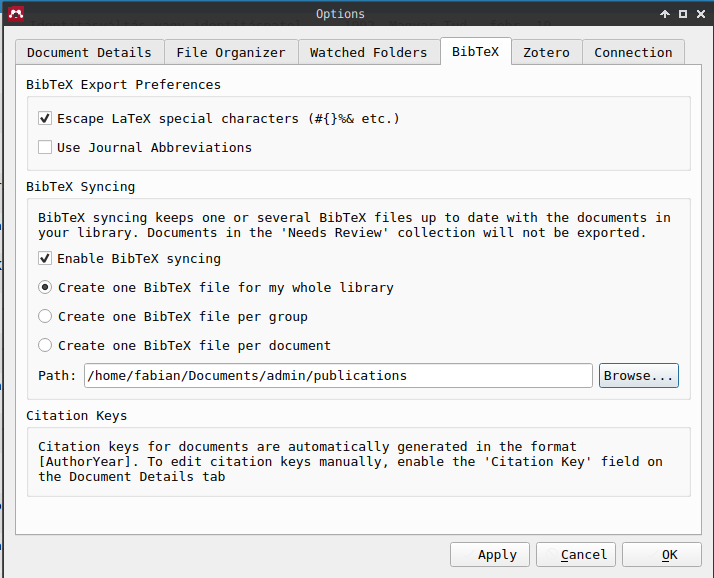 Options
Document Details File Organizer Watched Folders BibTeX Zotero Connection
BibTeX Export Preferences
Escape LaTeX special characters (#{}%& etc.)
Use Journal Abbreviations
BibTeX Syncing
BibTeX syncing keeps one or several BibTeX files up to date with the documents in
your library. Documents in the 'Needs Review' collection will not be exported.
Enable BibTeX syncing
Create one BibTeX file for my whole library
Create one BibTeX file per group
Create one BibTeX file per document
Path: /home/fabian/Documents/admin/publications Browse...
Citation Keys
Citation keys for documents are automatically generated in the format
[AuthorYear]. To edit citation keys manually, enable the 'Citation Key' field on
the Document Details tab
Apply Cancel OK